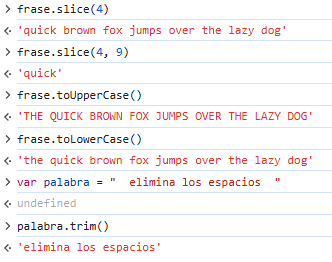 > frase.slice(4)
<· 'quick brown fox jumps over the lazy dog'
> frase.slice(4, 9)
<· 'quick'
> frase.toUpperCase()
<· 'THE QUICK BROWN FOX JUMPS OVER THE LAZY DOG'
> frase.toLowerCase()
<· 'the quick brown fox jumps over the lazy dog'
> var palabra = "  elimina los espacios  "
<· undefined
> palabra.trim()
<· 'elimina los espacios'